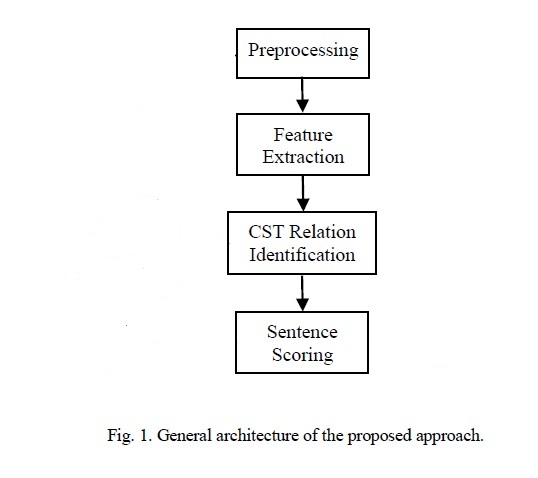 Preprocessing
Feature
Extraction
CST Relation
Identification
Sentence
Scoring
Fig. 1. General architecture of the proposed approach.